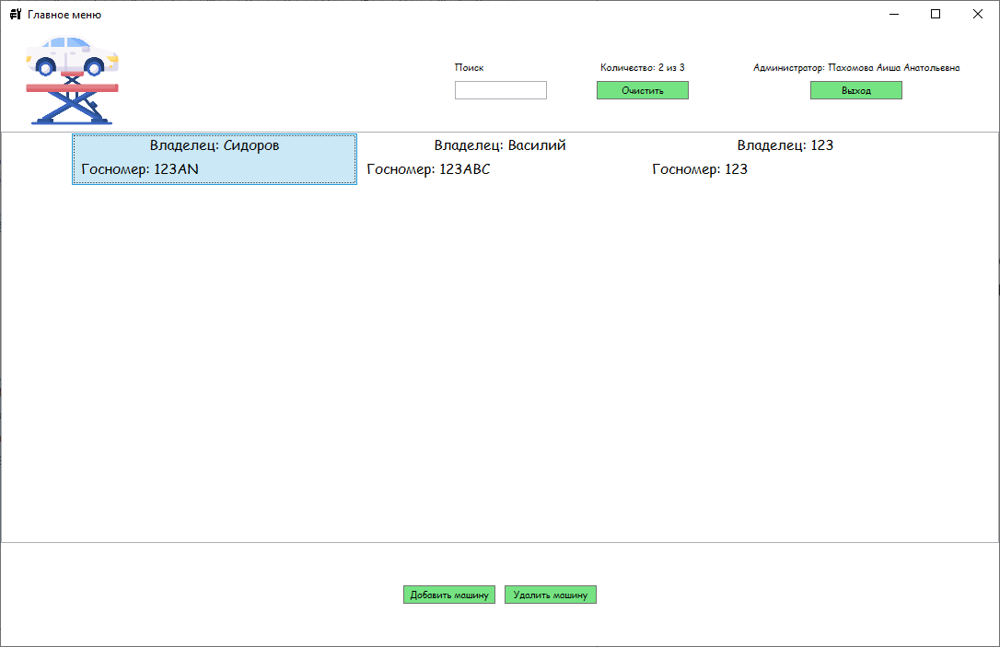 Главное меню
Поиск
Количество: 2 из 3
Администратор: Пахомова Аиша Анатольевна
Очистить
Выход
Владелец: Сидоров
Госномер: 123AN
Владелец: Василий
Госномер: 123ABC
Владелец: 123
Госномер: 123
Добавить машину
Удалить машину